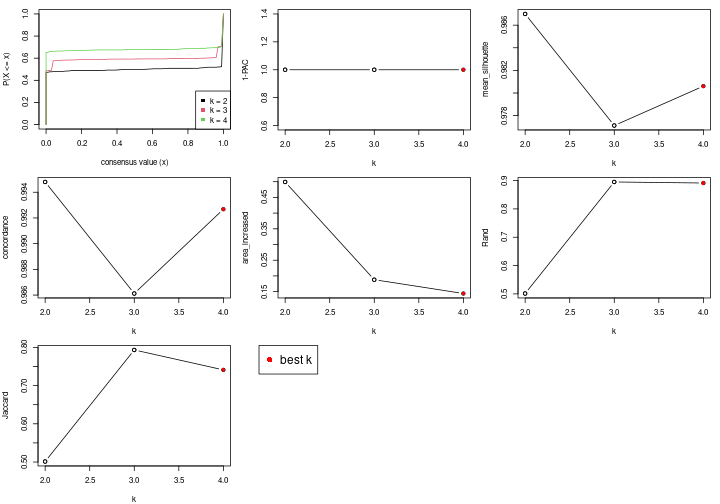 P(X <= x)
0.0 0.2 0.4 0.6 0.8 1.0
k = 2
k = 3
k = 4
0.0 0.2 0.4 0.6 0.8 1.0
consensus value (x)
1-PAC
0.6 0.8 1.0 1.2 1.4
2.0 2.5 3.0 3.5 4.0
k
mean_silhouette
0.978 0.982 0.986
2.0 2.5 3.0 3.5 4.0
k
concordance
0.986 0.988 0.990 0.992 0.994
2.0 2.5 3.0 3.5 4.0
k
area_increased
0.15 0.25 0.35 0.45
2.0 2.5 3.0 3.5 4.0
k
Rand
0.5 0.6 0.7 0.8 0.9
2.0 2.5 3.0 3.5 4.0
k
Jaccard
0.50 0.60 0.70 0.80
2.0 2.5 3.0 3.5 4.0
k
best k